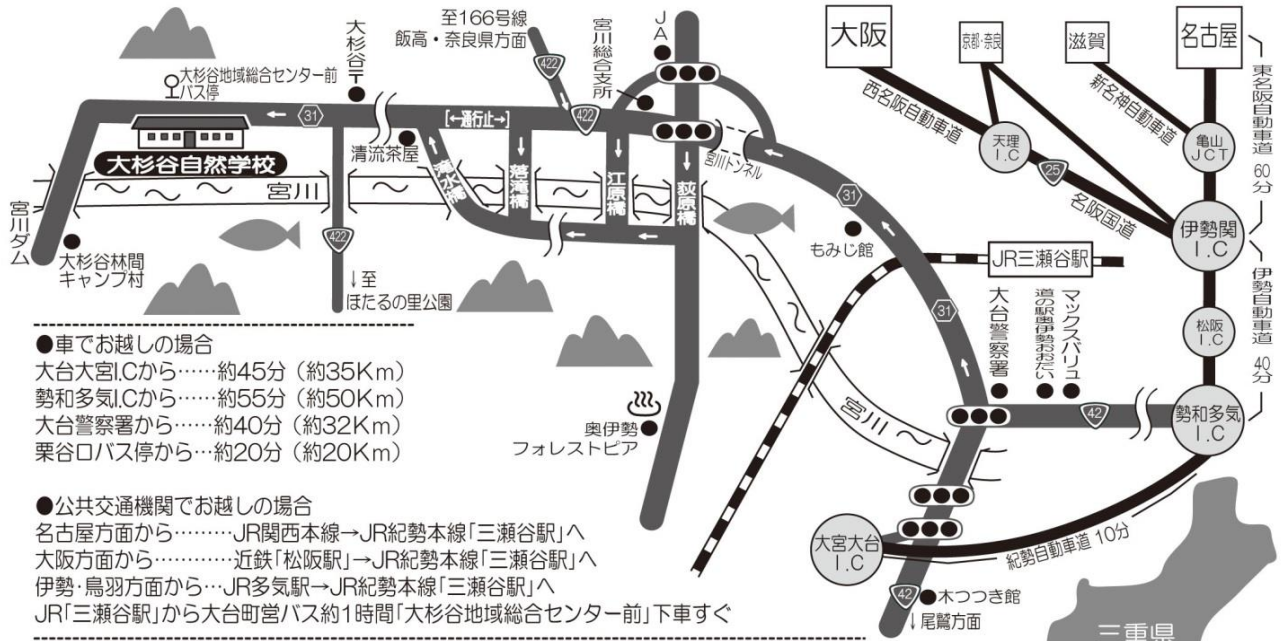 至166号線
飯高・奈良県方面
422
大杉谷〒
大杉谷地域総合センター前
バス停
宮川総合支所
JA
31
[←通行止→]
422
清流茶屋
大杉谷自然学校
宮川
滝水橋
落滝橋
江原橋
荻原橋
宮川トンネル
宮川ダム
大杉谷林間
キャンプ村
422
↓至
ほたるの里公園
31
もみじ館
奥伊勢
フォレストピア
JR三瀬谷駅
31
大台警察署
道の駅奥伊勢おおだい
マックスバリュ
42
宮川
大阪
京都・奈良
滋賀
名古屋
西名阪自動車道
新名神自動車道
東名阪自動車道 60分
天理
I.C
亀山
JCT
25
名阪国道
伊勢関
I.C
伊勢自動車道 40分
松阪
I.C
勢和多気
I.C
大宮大台
I.C
紀勢自動車道 10分
42
木つつき館
↓尾鷲方面
三重県
●車でお越しの場合
大台大宮I.Cから……約45分（約35Km）
勢和多気I.Cから……約55分（約50Km）
大台警察署から……約40分（約32Km）
栗谷口バス停から…約20分（約20Km）
●公共交通機関でお越しの場合
名古屋方面から………JR関西本線→JR紀勢本線「三瀬谷駅」へ
大阪方面から…………近鉄「松阪駅」→JR紀勢本線「三瀬谷駅」へ
伊勢・鳥羽方面から…JR多気駅→JR紀勢本線「三瀬谷駅」へ
JR「三瀬谷駅」から大台町営バス約1時間「大杉谷地域総合センター前」下車すぐ